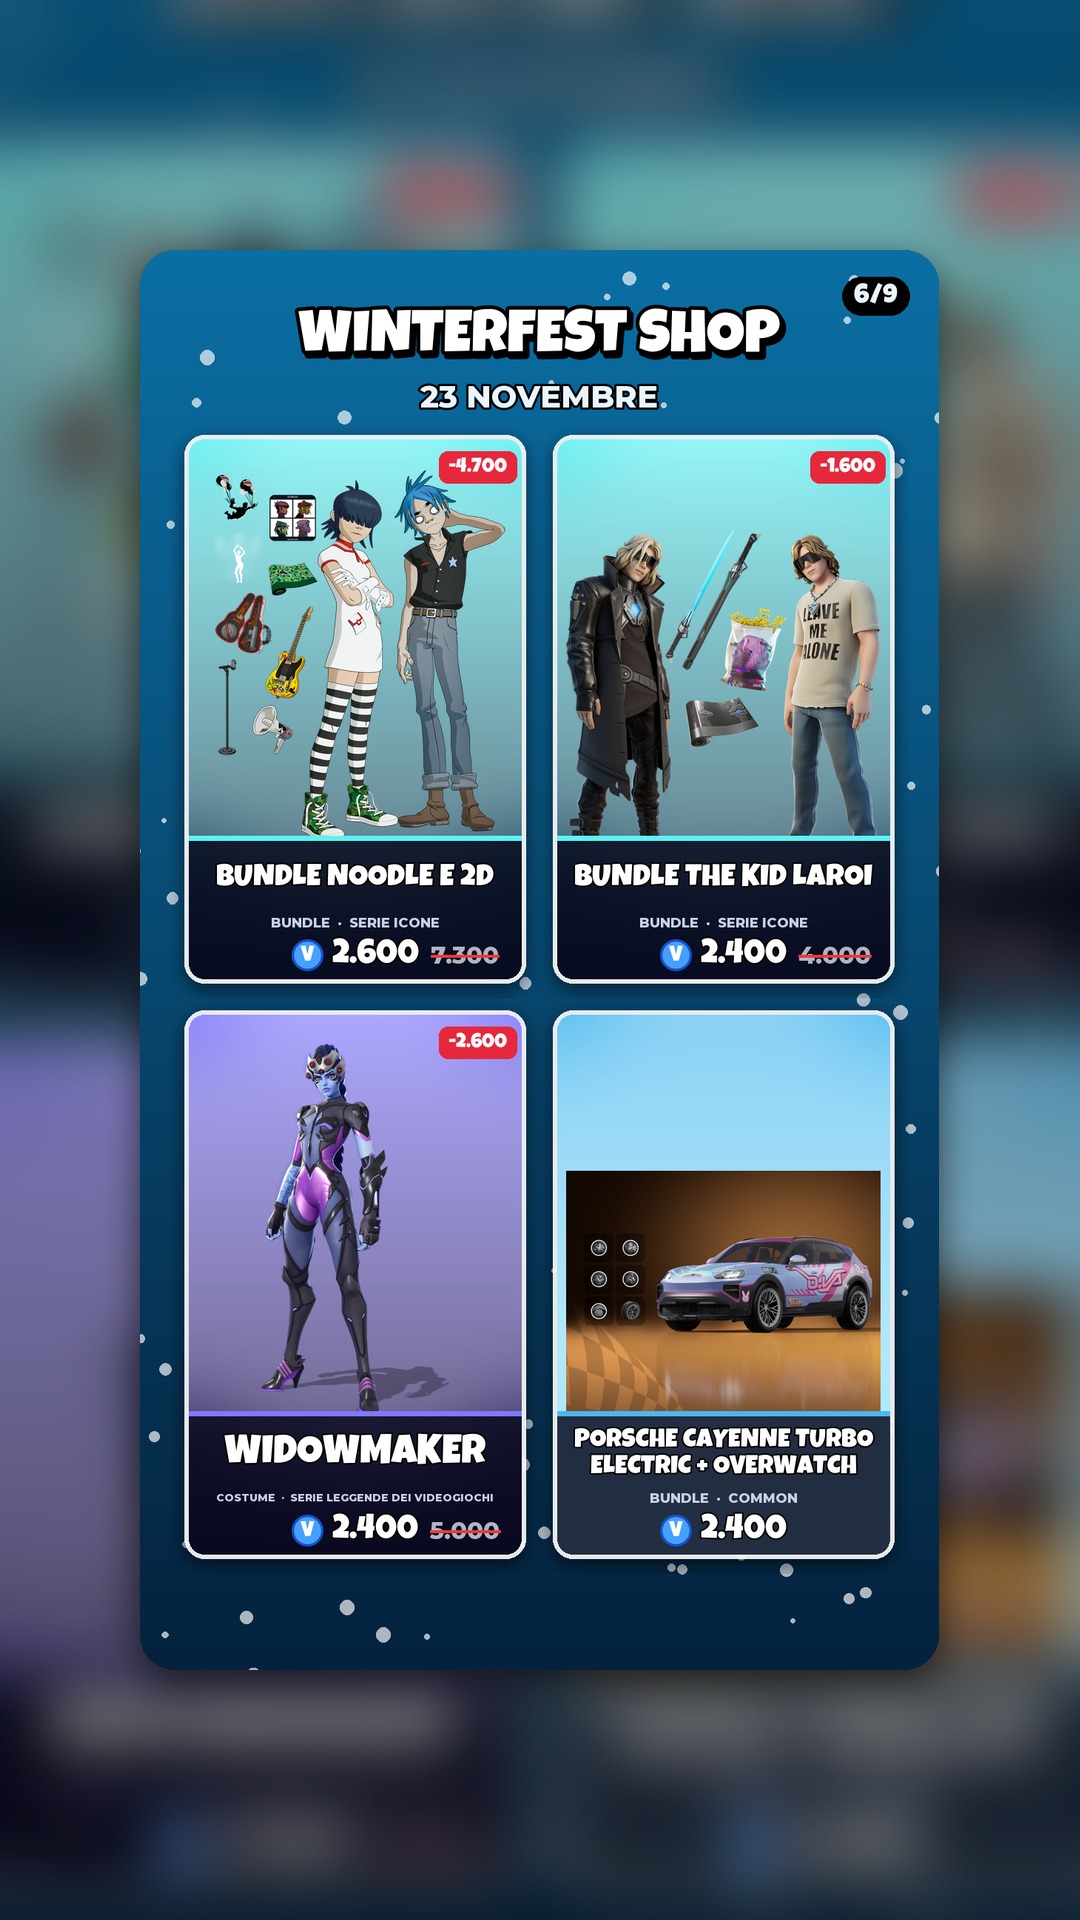 6/9
WINTERFEST SHOP
23 NOVEMBRE
-4.700
BUNDLE NOODLE E 2D
BUNDLE · SERIE ICONE
V 2.600 7.300
-1.600
LEAVE
ME
ALONE
BUNDLE THE KID LAROI
BUNDLE · SERIE ICONE
V 2.400 4.000
-2.600
WIDOWMAKER
COSTUME · SERIE LEGGENDE DEI VIDEOGIOCHI
V 2.400 5.000
D.VA
PORSCHE CAYENNE TURBO
ELECTRIC + OVERWATCH
BUNDLE · COMMON
V 2.400